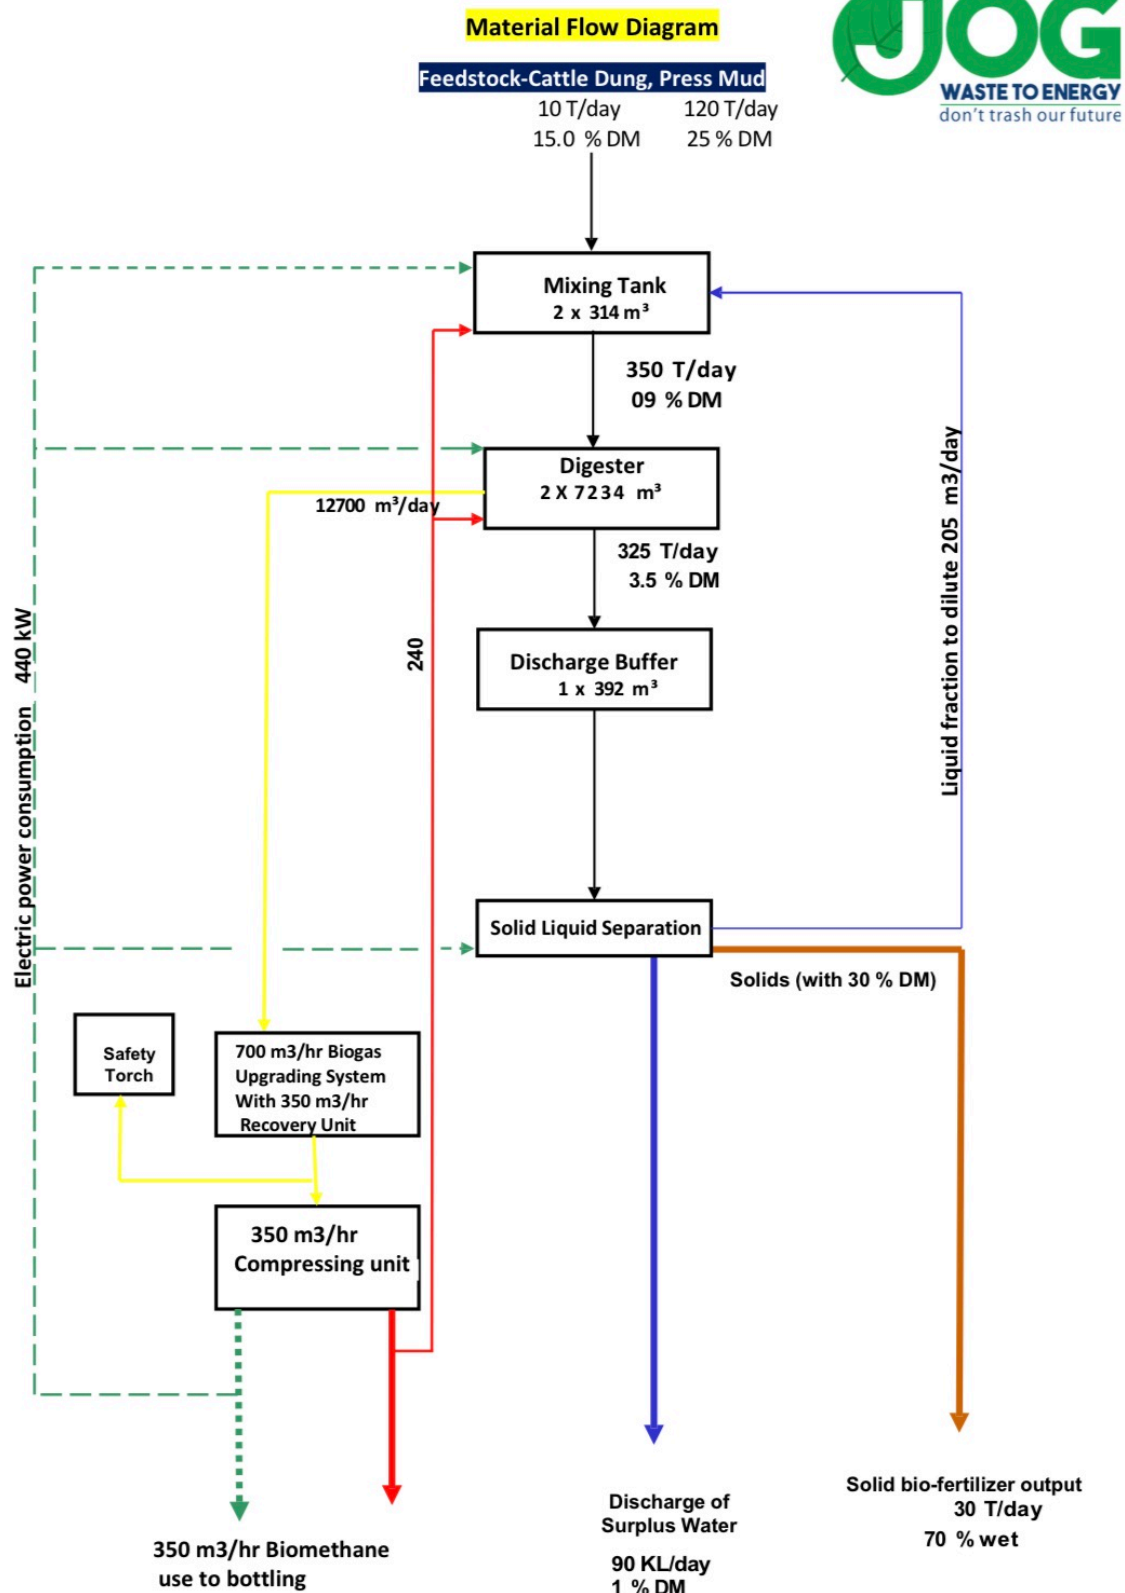 Material Flow Diagram
JOG
WASTE TO ENERGY
don't trash our future
Feedstock-Cattle Dung, Press Mud
10 T/day 120 T/day
15.0 % DM 25 % DM
Mixing Tank
2 x 314 m³
350 T/day
09 % DM
Digester
2 X 7234 m³
12700 m³/day
325 T/day
3.5 % DM
Liquid fraction to dilute 205 m3/day
Electric power consumption 440 kW
240
Discharge Buffer
1 x 392 m³
Solid Liquid Separation
Solids (with 30 % DM)
Safety
Torch
700 m3/hr Biogas
Upgrading System
With 350 m3/hr
Recovery Unit
350 m3/hr
Compressing unit
350 m3/hr Biomethane
use to bottling
Discharge of
Surplus Water
90 KL/day
1 % DM
Solid bio-fertilizer output
30 T/day
70 % wet